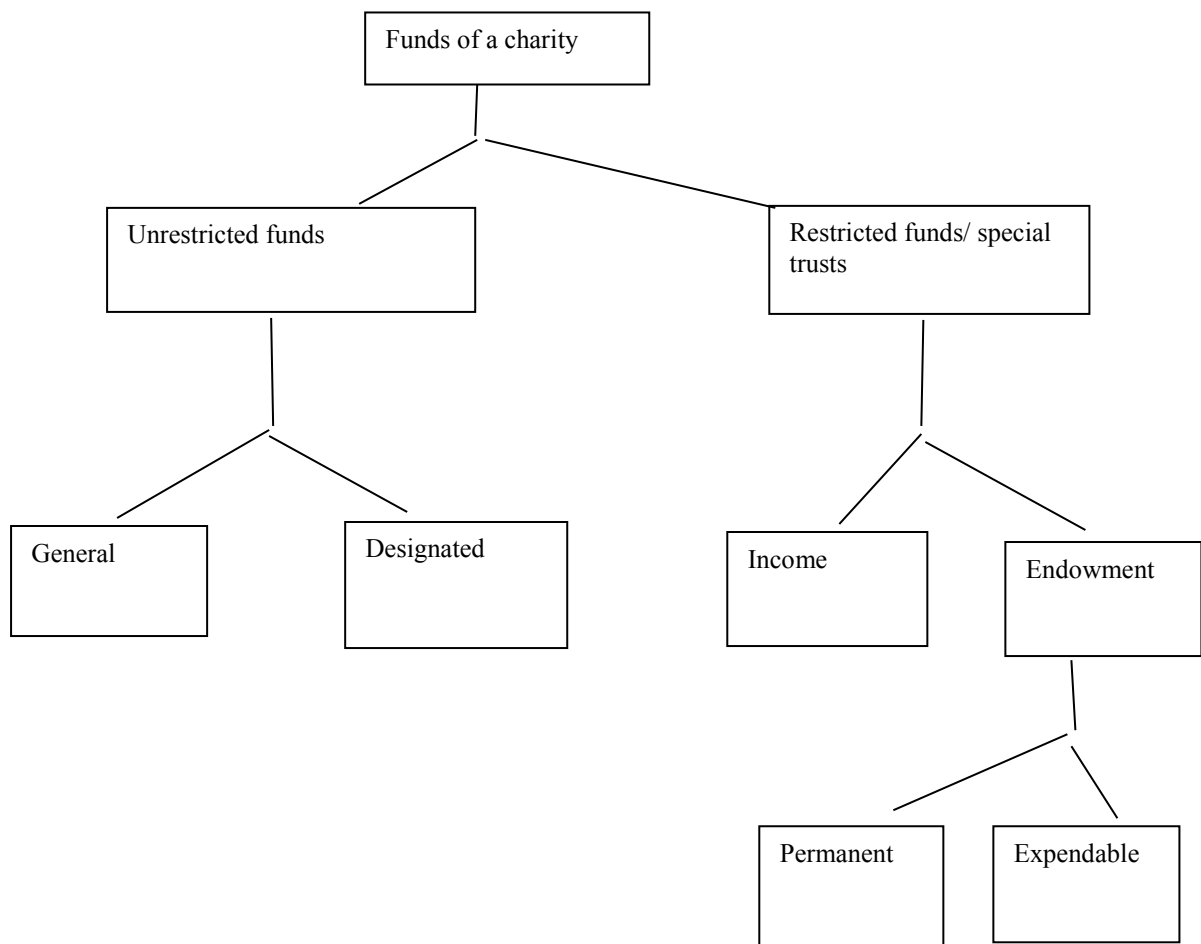 Funds of a charity
Unrestricted funds
Restricted funds/ special
trusts
General
Designated
Income
Endowment
Permanent
Expendable